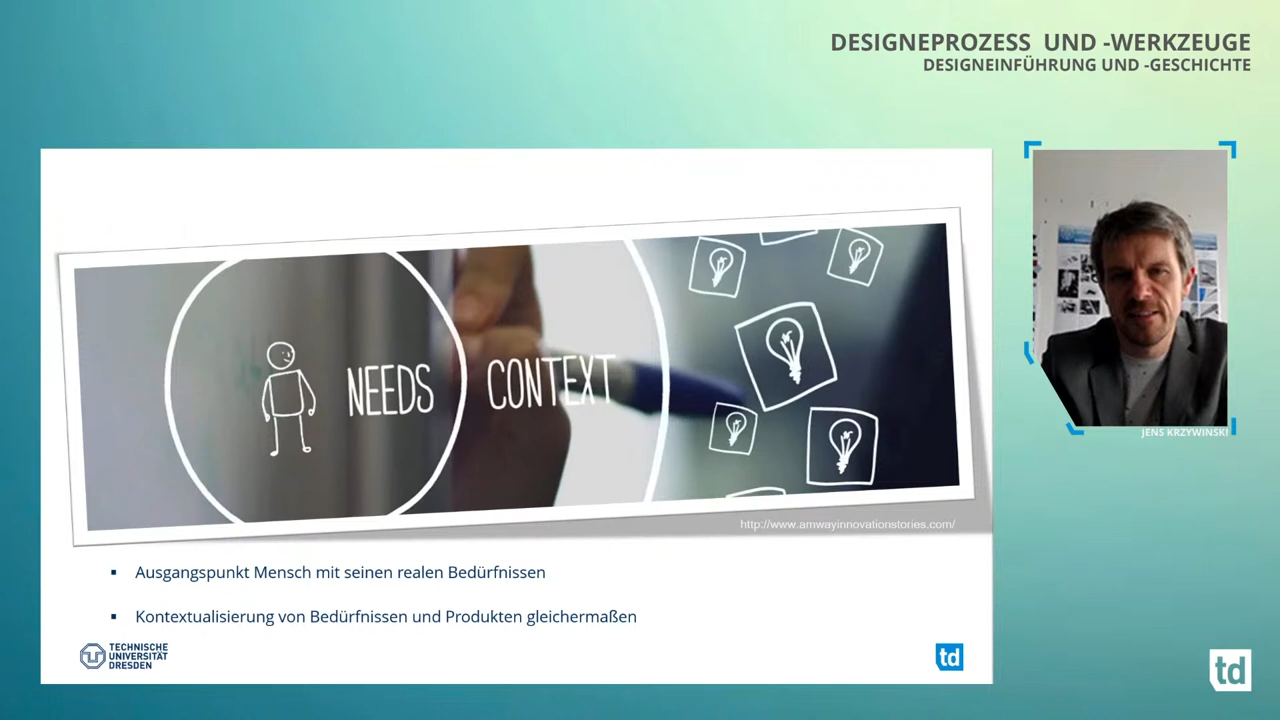 DESIGNEPROZESS UND -WERKZEUGE
DESIGNEINFÜHRUNG UND -GESCHICHTE
NEEDS
CONTEXT
http://www.amwayinnovationstories.com/
▪ Ausgangspunkt Mensch mit seinen realen Bedürfnissen
▪ Kontextualisierung von Bedürfnissen und Produkten gleichermaßen
TECHNISCHE
UNIVERSITÄT
DRESDEN
td
JENS KRZYWINSKI
td